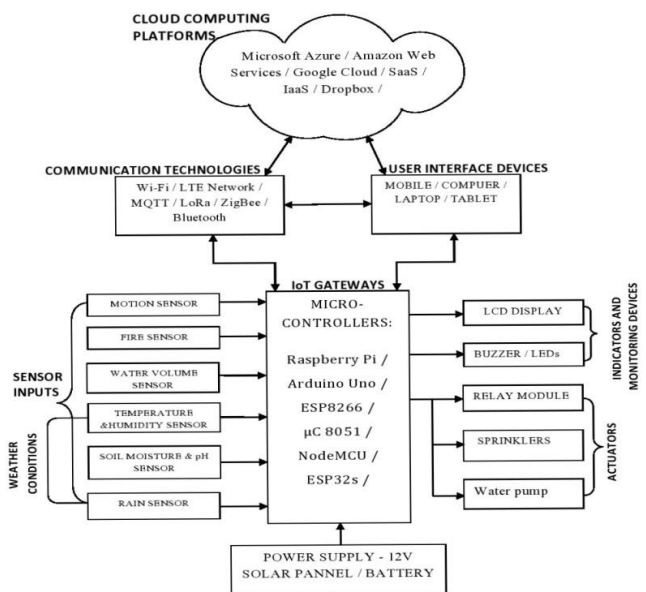 CLOUD COMPUTING
PLATFORMS
Microsoft Azure / Amazon Web
Services / Google Cloud / SaaS /
IaaS / Dropbox /
COMMUNICATION TECHNOLOGIES
Wi-Fi / LTE Network /
MQTT / LoRa / ZigBee /
Bluetooth
USER INTERFACE DEVICES
MOBILE / COMPUER /
LAPTOP / TABLET
IoT GATEWAYS
MICRO-
CONTROLLERS:
Raspberry Pi /
Arduino Uno /
ESP8266 /
µC 8051 /
NodeMCU /
ESP32s /
SENSOR
INPUTS
WEATHER
CONDITIONS
MOTION SENSOR
FIRE SENSOR
WATER VOLUME
SENSOR
TEMPERATURE
&HUMIDITY SENSOR
SOIL MOISTURE & pH
SENSOR
RAIN SENSOR
LCD DISPLAY
BUZZER / LEDs
RELAY MODULE
SPRINKLERS
Water pump
INDICATORS AND
MONITORING DEVICES
ACTUATORS
POWER SUPPLY - 12V
SOLAR PANNEL / BATTERY